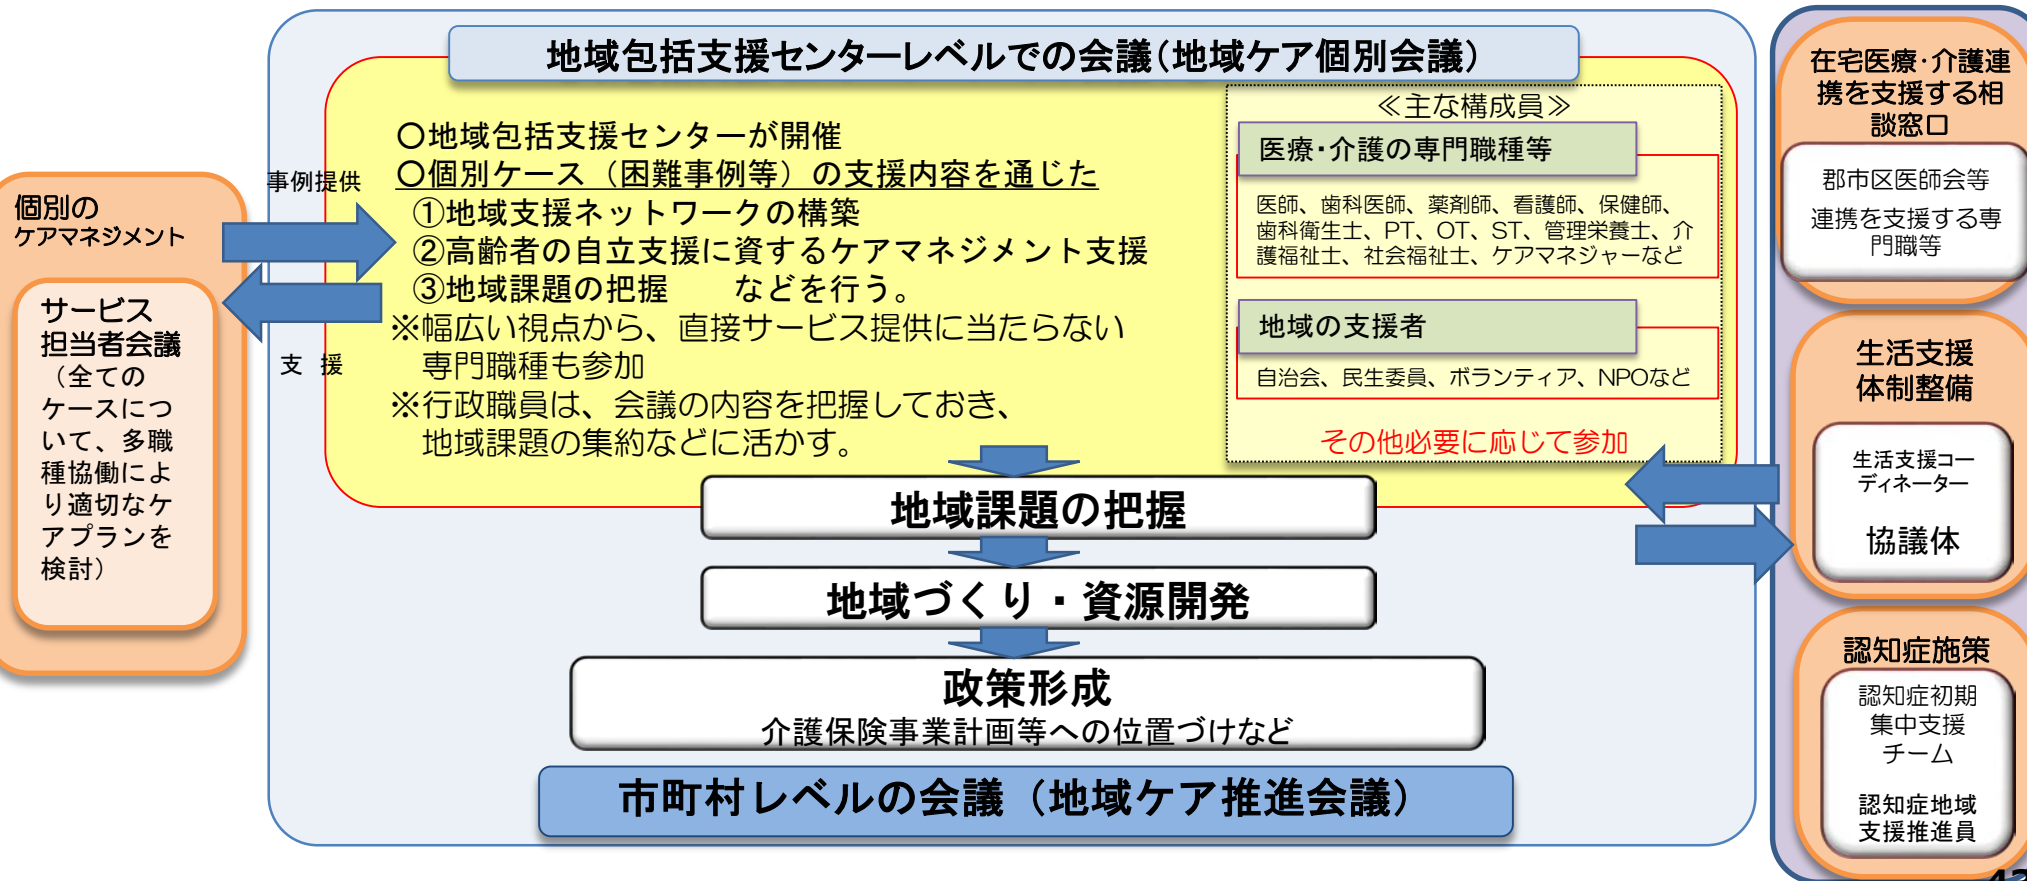 地域包括支援センターレベルでの会議(地域ケア個別会議)
〇地域包括支援センターが開催
〇個別ケース（困難事例等）の支援内容を通じた
①地域支援ネットワークの構築
②高齢者の自立支援に資するケアマネジメント支援
③地域課題の把握　　などを行う。
※幅広い視点から、直接サービス提供に当たらない
専門職種も参加
※行政職員は、会議の内容を把握しておき、
地域課題の集約などに活かす。
≪主な構成員≫
医療・介護の専門職種等
医師、歯科医師、薬剤師、看護師、保健師、
歯科衛生士、PT、OT、ST、管理栄養士、介
護福祉士、社会福祉士、ケアマネジャーなど
地域の支援者
自治会、民生委員、ボランティア、NPOなど
その他必要に応じて参加
事例提供
支　援
個別の
ケアマネジメント
サービス
担当者会議
（全ての
ケースにつ
いて、多職
種協働によ
り適切なケ
アプランを
検討）
地域課題の把握
地域づくり・資源開発
政策形成
介護保険事業計画等への位置づけなど
市町村レベルの会議（地域ケア推進会議）
在宅医療・介護連
携を支援する相
談窓口
郡市区医師会等
連携を支援する専
門職等
生活支援
体制整備
生活支援コー
ディネーター
協議体
認知症施策
認知症初期
集中支援
チーム
認知症地域
支援推進員